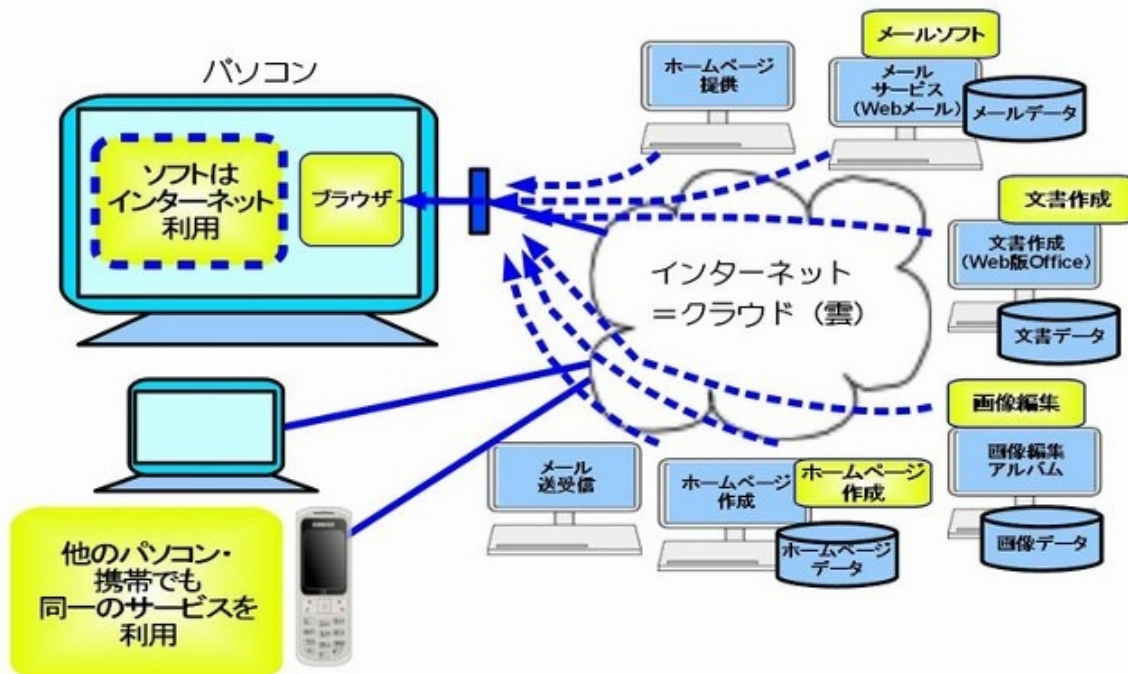 パソコン
ソフトは
インターネット
利用
ブラウザ
ホームページ
提供
メールソフト
メール
サービス
(Webメール)
メールデータ
文書作成
文書作成
(Web版Office)
文書データ
インターネット
=クラウド(雲)
画像編集
画像編集
アルバム
画像データ
メール
送受信
ホームページ
作成
ホームページ
作成
ホームページ
データ
他のパソコン・
携帯でも
同一のサービスを
利用